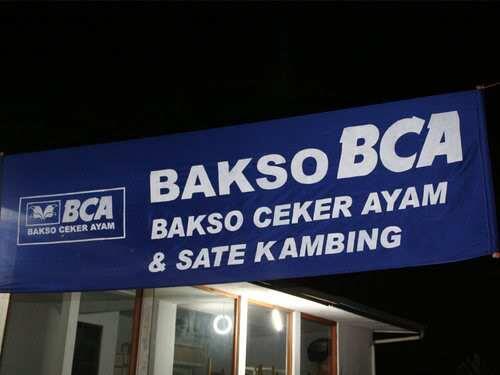 BAKSO BCA
BAKSO CEKER AYAM
& SATE KAMBING
BCA
BAKSO CEKER AYAM